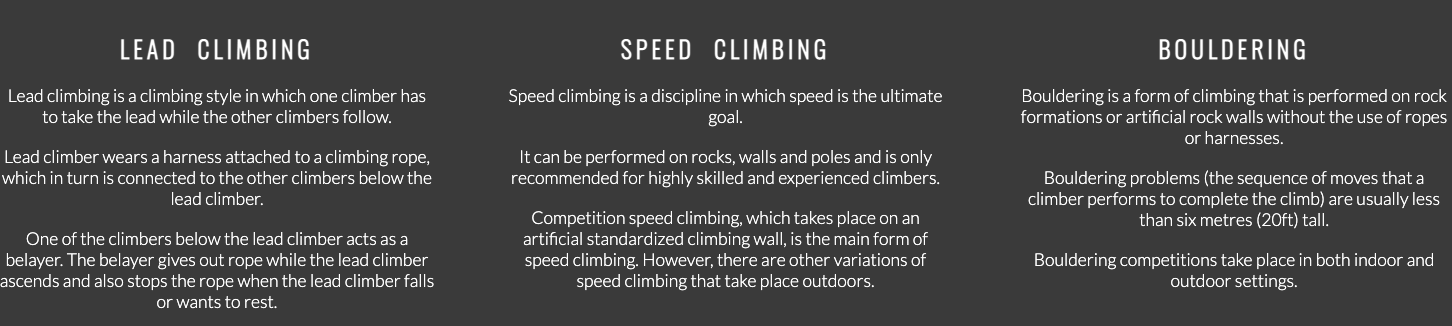 LEAD CLIMBING
Lead climbing is a climbing style in which one climber has
to take the lead while the other climbers follow.
Lead climber wears a harness attached to a climbing rope,
which in turn is connected to the other climbers below the
lead climber.
One of the climbers below the lead climber acts as a
belayer. The belayer gives out rope while the lead climber
ascends and also stops the rope when the lead climber falls
or wants to rest.
SPEED CLIMBING
Speed climbing is a discipline in which speed is the ultimate
goal.
It can be performed on rocks, walls and poles and is only
recommended for highly skilled and experienced climbers.
Competition speed climbing, which takes place on an
artificial standardized climbing wall, is the main form of
speed climbing. However, there are other variations of
speed climbing that take place outdoors.
BOULDERING
Bouldering is a form of climbing that is performed on rock
formations or artificial rock walls without the use of ropes
or harnesses.
Bouldering problems (the sequence of moves that a
climber performs to complete the climb) are usually less
than six metres (20ft) tall.
Bouldering competitions take place in both indoor and
outdoor settings.